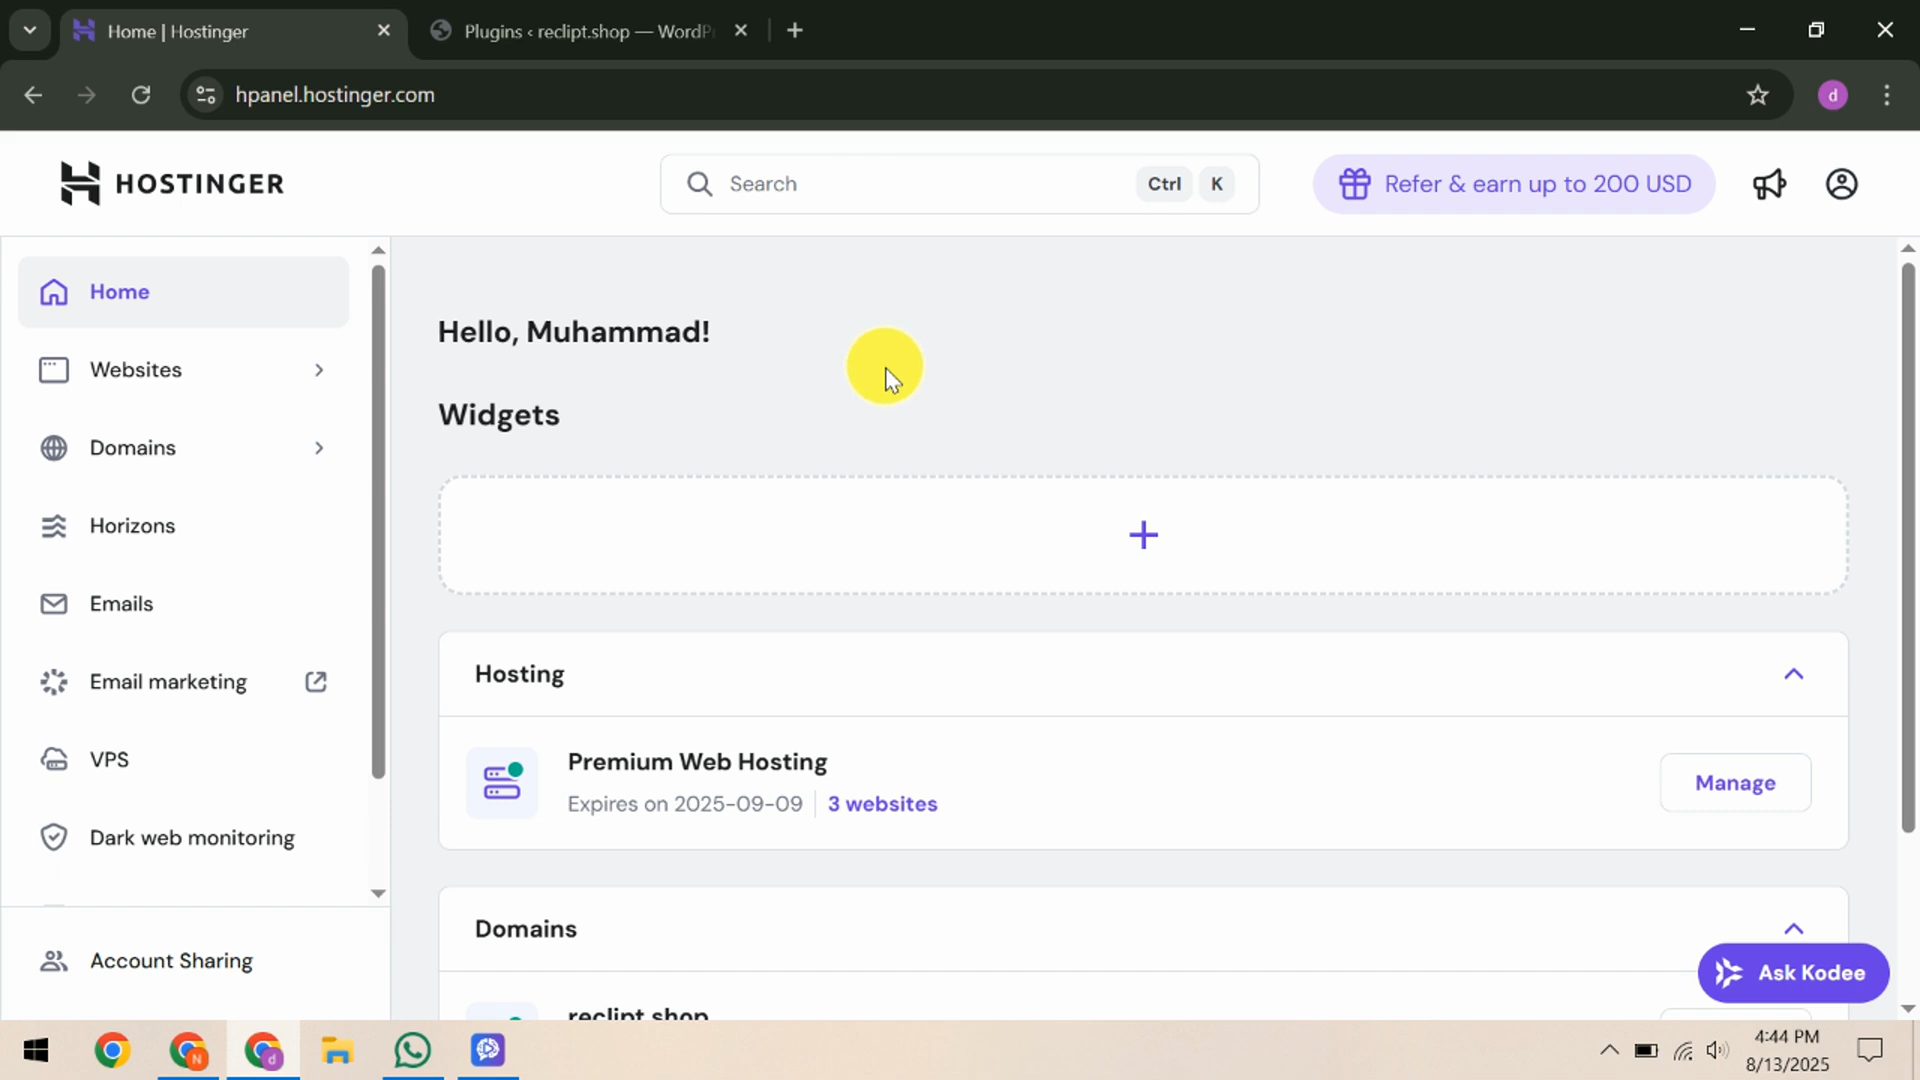 Home | Hostinger
Plugins ‹ reclipt.shop — WordP
hpanel.hostinger.com
d
HOSTINGER
Search
Ctrl K
Refer & earn up to 200 USD
Home
Websites
Domains
Horizons
Emails
Email marketing
VPS
Dark web monitoring
Account Sharing
Hello, Muhammad!
Widgets
Hosting
Premium Web Hosting
Expires on 2025-09-09
3 websites
Manage
Domains
reclipt.shop
Ask Kodee
N
d
4:44 PM
8/13/2025